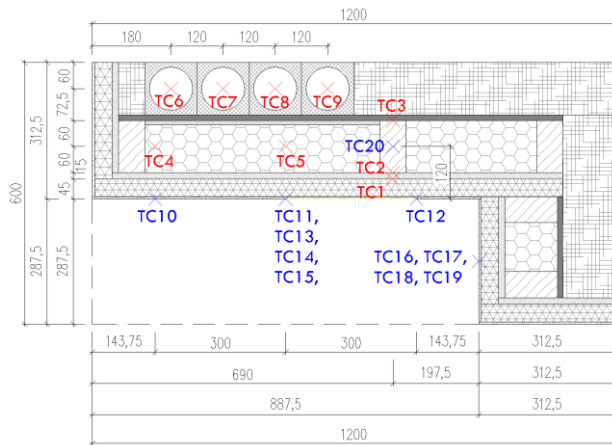 1200
180 120 120 120
TC6 TC7 TC8 TC9
TC3
TC4 TC5 TC20
TC2
TC1
120
TC10 TC11, TC12
TC13,
TC14,
TC15,
TC16, TC17,
TC18, TC19
600
312,5
287,5
312,5
287,5
60
72,5
60
60
15
45
143,75 300 300 143,75 312,5
690 197,5 312,5
887,5 312,5
1200